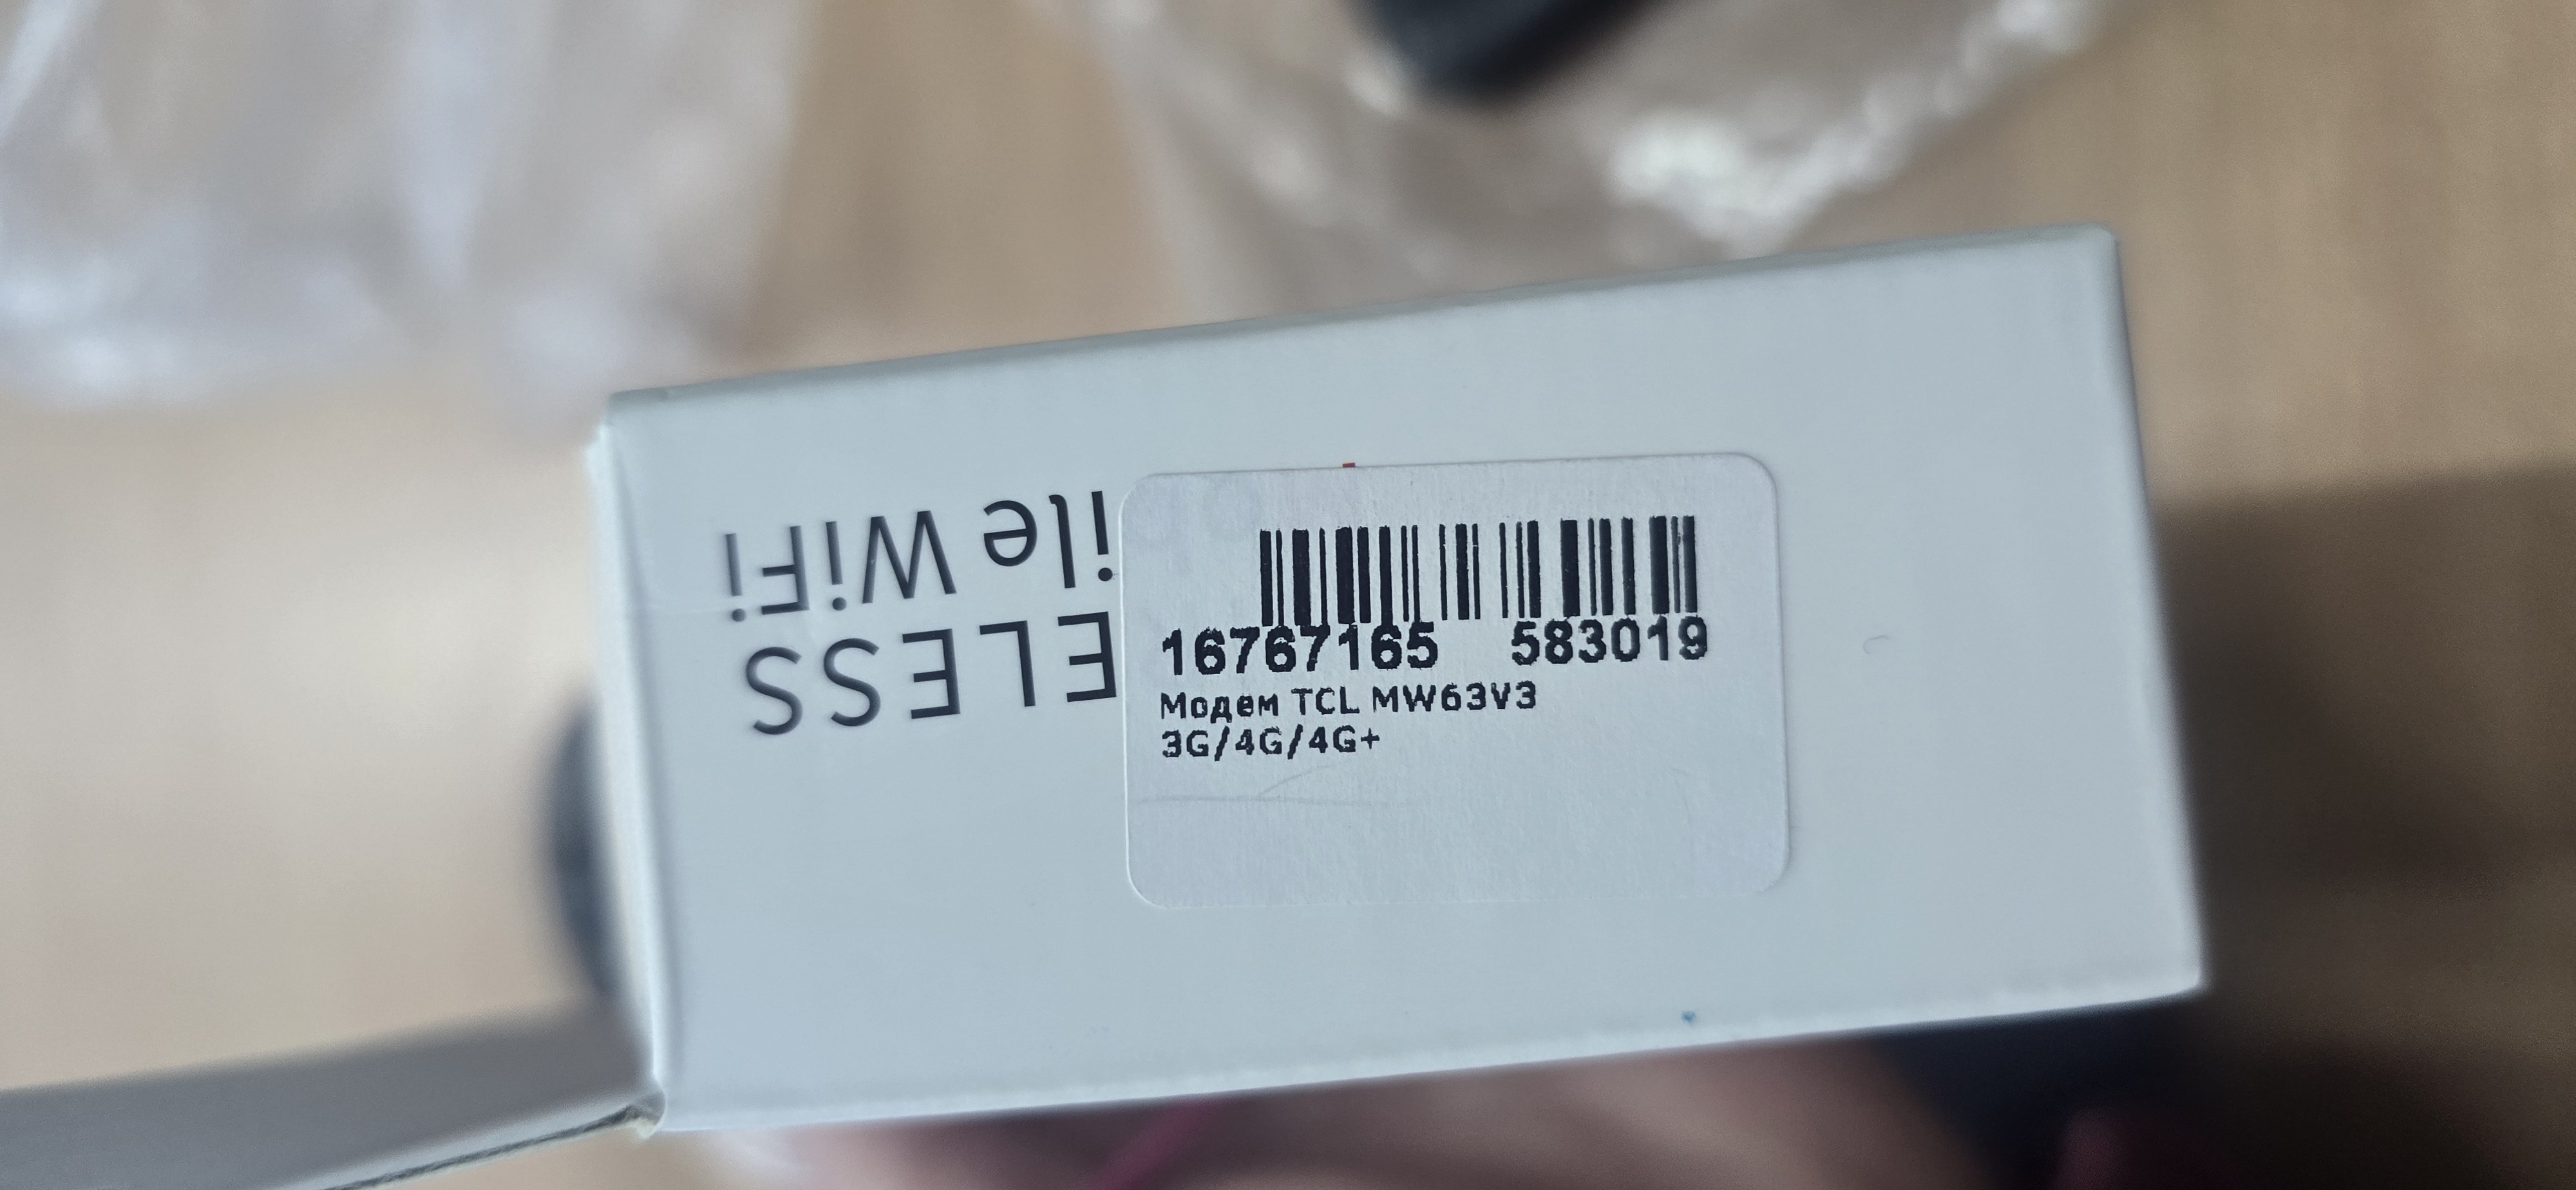 ELESS
ile WiFi
16767165 583019
Модем TCL MW63V3
3G/4G/4G+